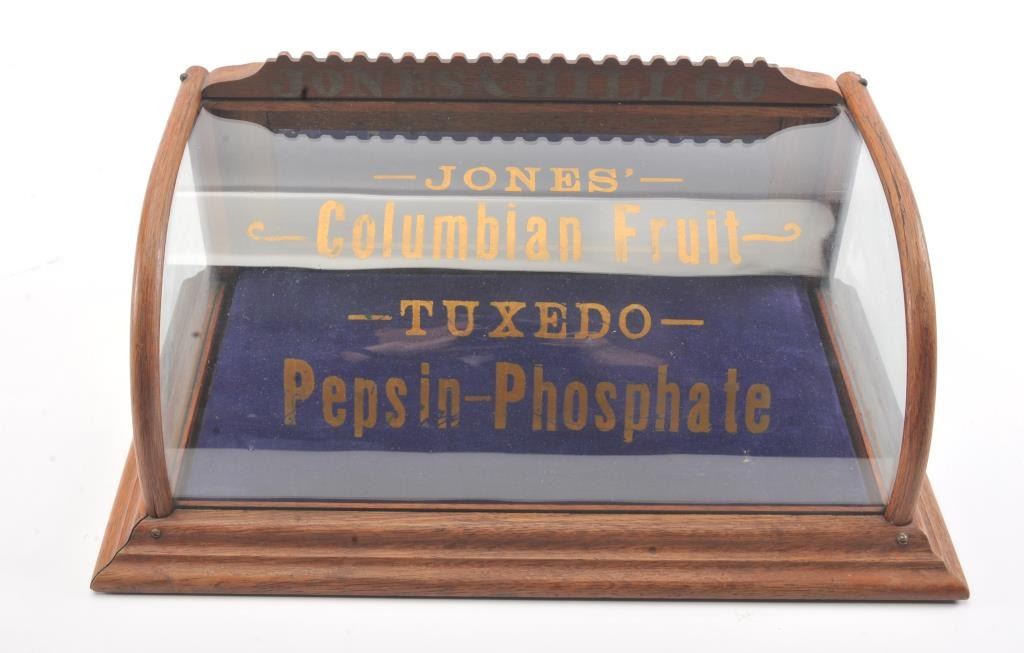 JONES & HILL CO
—JONES'—
Columbian Fruit
—TUXEDO—
Pepsin-Phosphate